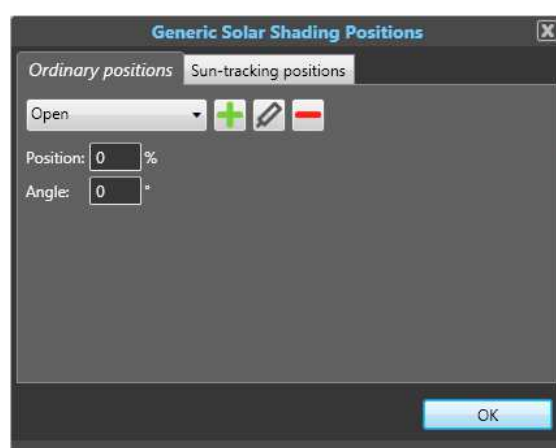 Generic Solar Shading Positions
Ordinary positions Sun-tracking positions
Open
Position: 0 %
Angle: 0 °
OK